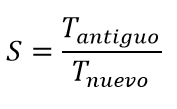 S = T_antiguo / T_nuevo